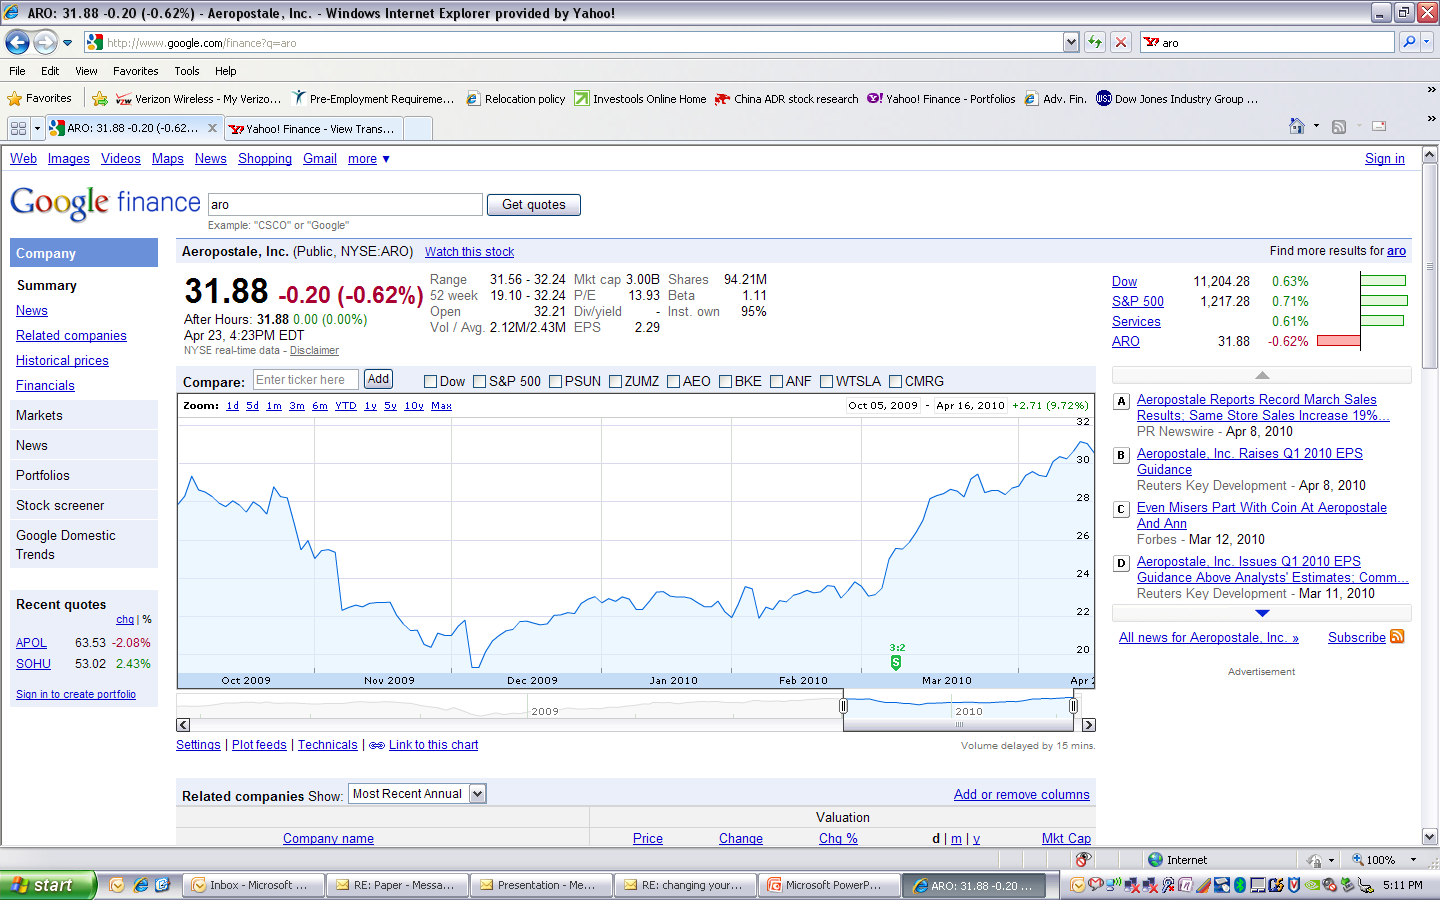 ARO: 31.88 -0.20 (-0.62%) - Aeropostale, Inc. - Windows Internet Explorer provided by Yahoo!
http://www.google.com/finance?q=aro
aro
File Edit View Favorites Tools Help
Favorites Verizon Wireless - My Verizo... Pre-Employment Requireme... Relocation policy Investools Online Home China ADR stock research Yahoo! Finance - Portfolios Adv. Fin. Dow Jones Industry Group ...
ARO: 31.88 -0.20 (-0.62... Yahoo! Finance - View Trans...
Web Images Videos Maps News Shopping Gmail more ▼ Sign in
Google finance aro Get quotes
Example: "CSCO" or "Google"
Company
Summary
News
Related companies
Historical prices
Financials
Markets
News
Portfolios
Stock screener
Google Domestic
Trends
Recent quotes
chg | %
APOL 63.53 -2.08%
SOHU 53.02 2.43%
Sign in to create portfolio
Aeropostale, Inc. (Public, NYSE:ARO) Watch this stock Find more results for aro
31.88 -0.20 (-0.62%)
After Hours: 31.88 0.00 (0.00%)
Apr 23, 4:23PM EDT
NYSE real-time data - Disclaimer
Range 31.56 - 32.24 Mkt cap 3.00B Shares 94.21M
52 week 19.10 - 32.24 P/E 13.93 Beta 1.11
Open 32.21 Div/yield - Inst. own 95%
Vol / Avg. 2.12M/2.43M EPS 2.29
Compare: Enter ticker here Add Dow S&P 500 PSUN ZUMZ AEO BKE ANF WTSLA CMRG
Zoom: 1d 5d 1m 3m 6m YTD 1y 5y 10y Max Oct 05, 2009 - Apr 16, 2010 +2.71 (9.72%)
32
30
28
26
24
22
20
3:2
S
Oct 2009 Nov 2009 Dec 2009 Jan 2010 Feb 2010 Mar 2010 Apr 2
2009 2010
Settings | Plot feeds | Technicals | Link to this chart Volume delayed by 15 mins.
Related companies Show: Most Recent Annual Add or remove columns
Valuation
Company name Price Change Chg % d | m | y Mkt Cap
Dow 11,204.28 0.63%
S&P 500 1,217.28 0.71%
Services 0.61%
ARO 31.88 -0.62%
A Aeropostale Reports Record March Sales
Results; Same Store Sales Increase 19%...
PR Newswire - Apr 8, 2010
B Aeropostale, Inc. Raises Q1 2010 EPS
Guidance
Reuters Key Development - Apr 8, 2010
C Even Misers Part With Coin At Aeropostale
And Ann
Forbes - Mar 12, 2010
D Aeropostale, Inc. Issues Q1 2010 EPS
Guidance Above Analysts' Estimates; Comm...
Reuters Key Development - Mar 11, 2010
All news for Aeropostale, Inc. » Subscribe
Advertisement
Internet 100%
start Inbox - Microsoft ... RE: Paper - Messa... Presentation - Me... RE: changing your... Microsoft PowerP... ARO: 31.88 -0.20 ... 5:11 PM